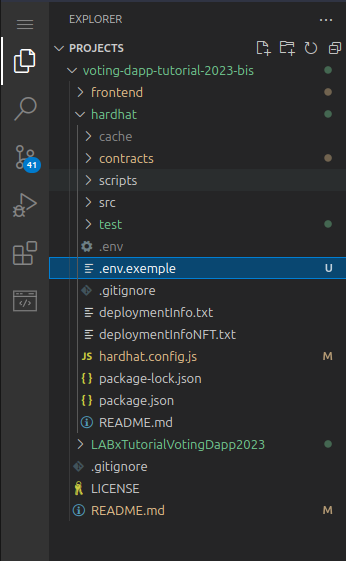 EXPLORER
PROJECTS
voting-dapp-tutorial-2023-bis
frontend
hardhat
cache
contracts
scripts
src
test
.env
.env.exemple U
.gitignore
deploymentInfo.txt
deploymentInfoNFT.txt
JS hardhat.config.js M
{ } package-lock.json
{ } package.json
README.md
LABxTutorialVotingDapp2023
.gitignore
LICENSE
README.md M
41